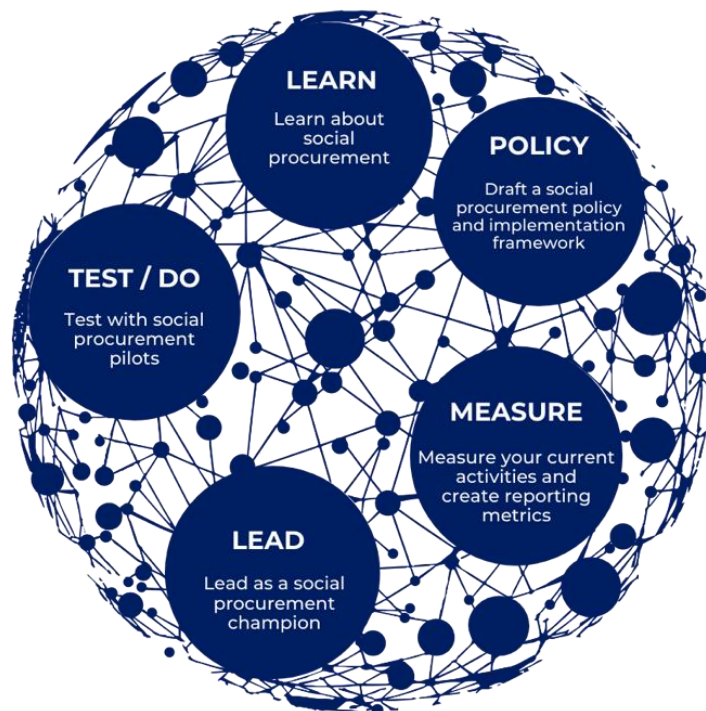 LEARN
Learn about
social
procurement
POLICY
Draft a social
procurement policy
and implementation
framework
TEST / DO
Test with social
procurement
pilots
MEASURE
Measure your current
activities and
create reporting
metrics
LEAD
Lead as a social
procurement
champion